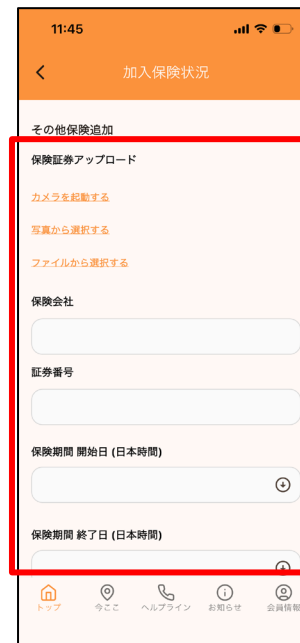 11:45
加入保険状況
その他保険追加
保険証券アップロード
カメラを起動する
写真から選択する
ファイルから選択する
保険会社
証券番号
保険期間 開始日 (日本時間)
保険期間 終了日 (日本時間)
トップ 今ここ ヘルプライン お知らせ 会員情報